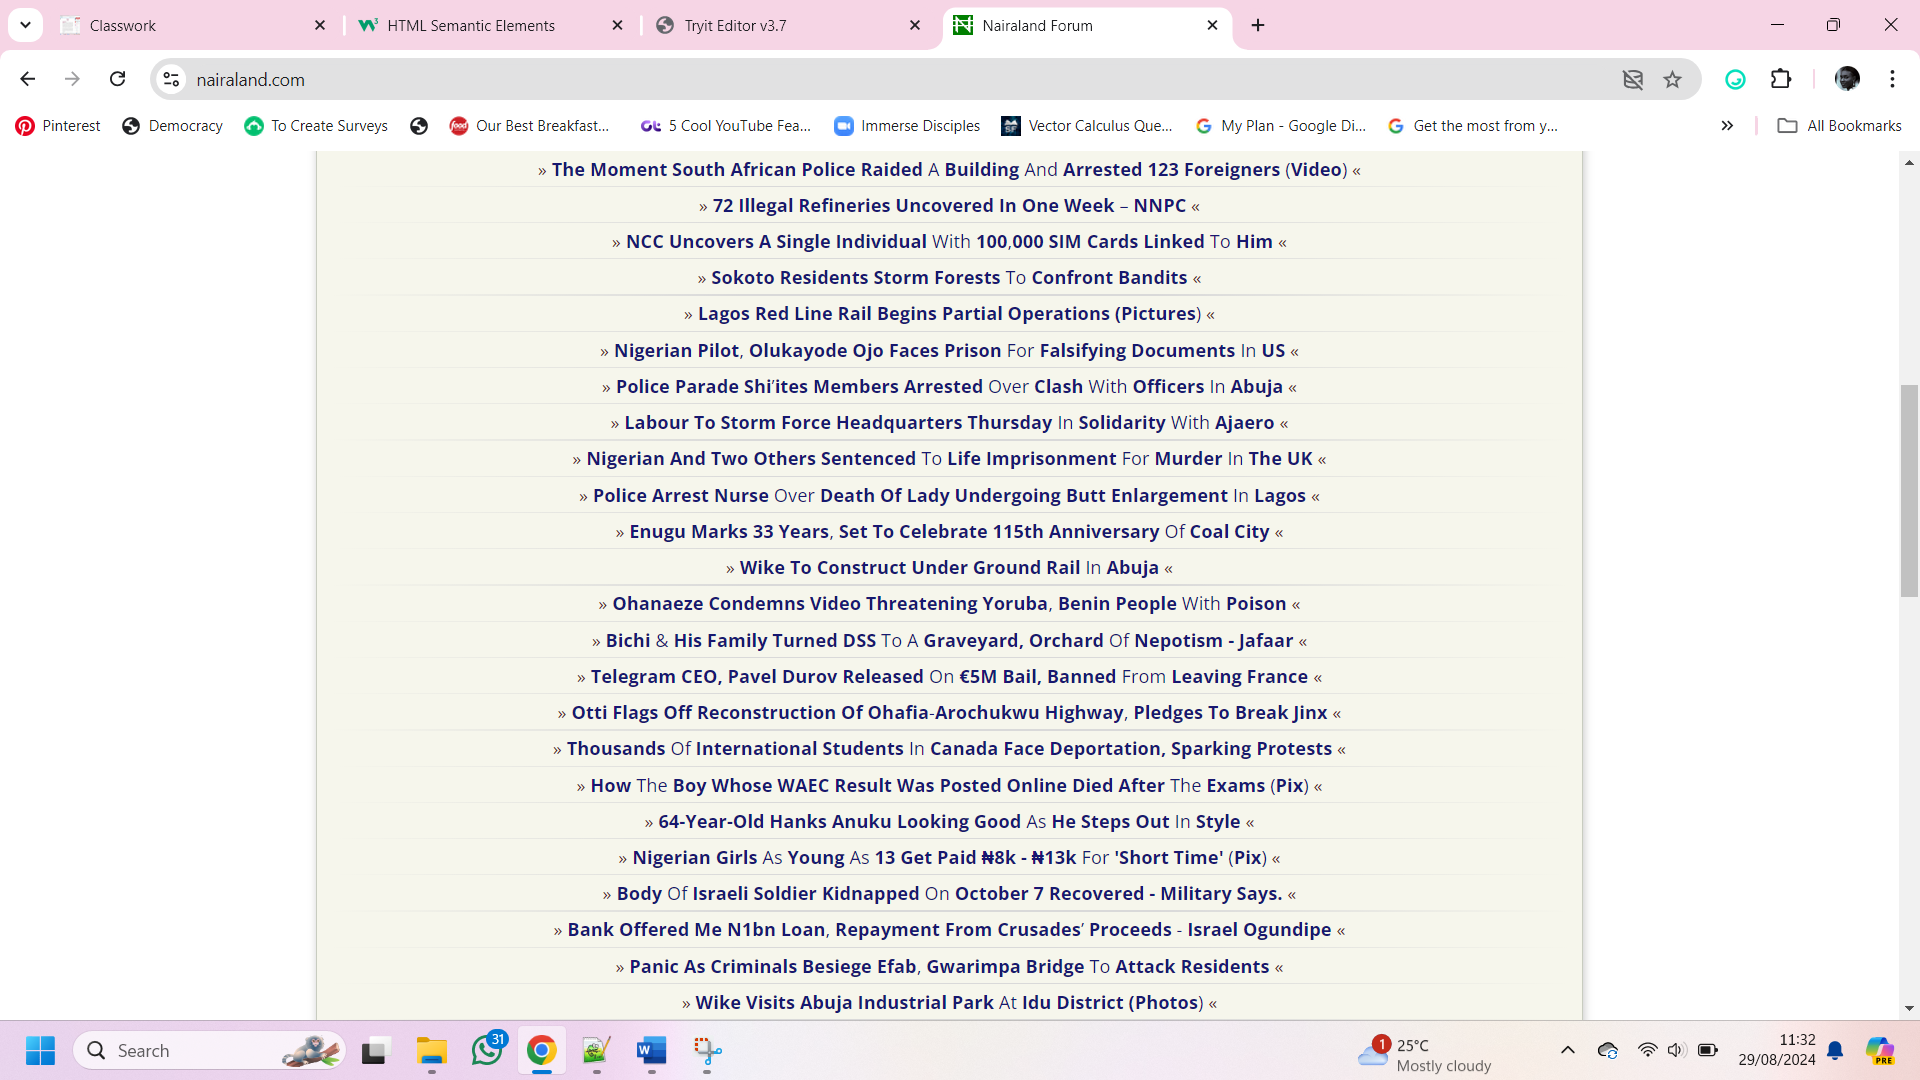 Classwork
HTML Semantic Elements
Tryit Editor v3.7
Nairaland Forum
nairaland.com
Pinterest
Democracy
To Create Surveys
Our Best Breakfast...
5 Cool YouTube Fea...
Immerse Disciples
Vector Calculus Que...
My Plan - Google Di...
Get the most from y...
All Bookmarks
» The Moment South African Police Raided A Building And Arrested 123 Foreigners (Video) «
» 72 Illegal Refineries Uncovered In One Week – NNPC «
» NCC Uncovers A Single Individual With 100,000 SIM Cards Linked To Him «
» Sokoto Residents Storm Forests To Confront Bandits «
» Lagos Red Line Rail Begins Partial Operations (Pictures) «
» Nigerian Pilot, Olukayode Ojo Faces Prison For Falsifying Documents In US «
» Police Parade Shi’ites Members Arrested Over Clash With Officers In Abuja «
» Labour To Storm Force Headquarters Thursday In Solidarity With Ajaero «
» Nigerian And Two Others Sentenced To Life Imprisonment For Murder In The UK «
» Police Arrest Nurse Over Death Of Lady Undergoing Butt Enlargement In Lagos «
» Enugu Marks 33 Years, Set To Celebrate 115th Anniversary Of Coal City «
» Wike To Construct Under Ground Rail In Abuja «
» Ohanaeze Condemns Video Threatening Yoruba, Benin People With Poison «
» Bichi & His Family Turned DSS To A Graveyard, Orchard Of Nepotism - Jafaar «
» Telegram CEO, Pavel Durov Released On €5M Bail, Banned From Leaving France «
» Otti Flags Off Reconstruction Of Ohafia-Arochukwu Highway, Pledges To Break Jinx «
» Thousands Of International Students In Canada Face Deportation, Sparking Protests «
» How The Boy Whose WAEC Result Was Posted Online Died After The Exams (Pix) «
» 64-Year-Old Hanks Anuku Looking Good As He Steps Out In Style «
» Nigerian Girls As Young As 13 Get Paid ₦8k - ₦13k For 'Short Time' (Pix) «
» Body Of Israeli Soldier Kidnapped On October 7 Recovered - Military Says. «
» Bank Offered Me N1bn Loan, Repayment From Crusades’ Proceeds - Israel Ogundipe «
» Panic As Criminals Besiege Efab, Gwarimpa Bridge To Attack Residents «
» Wike Visits Abuja Industrial Park At Idu District (Photos) «
Search
31
1
25°C
Mostly cloudy
11:32
29/08/2024
PRE